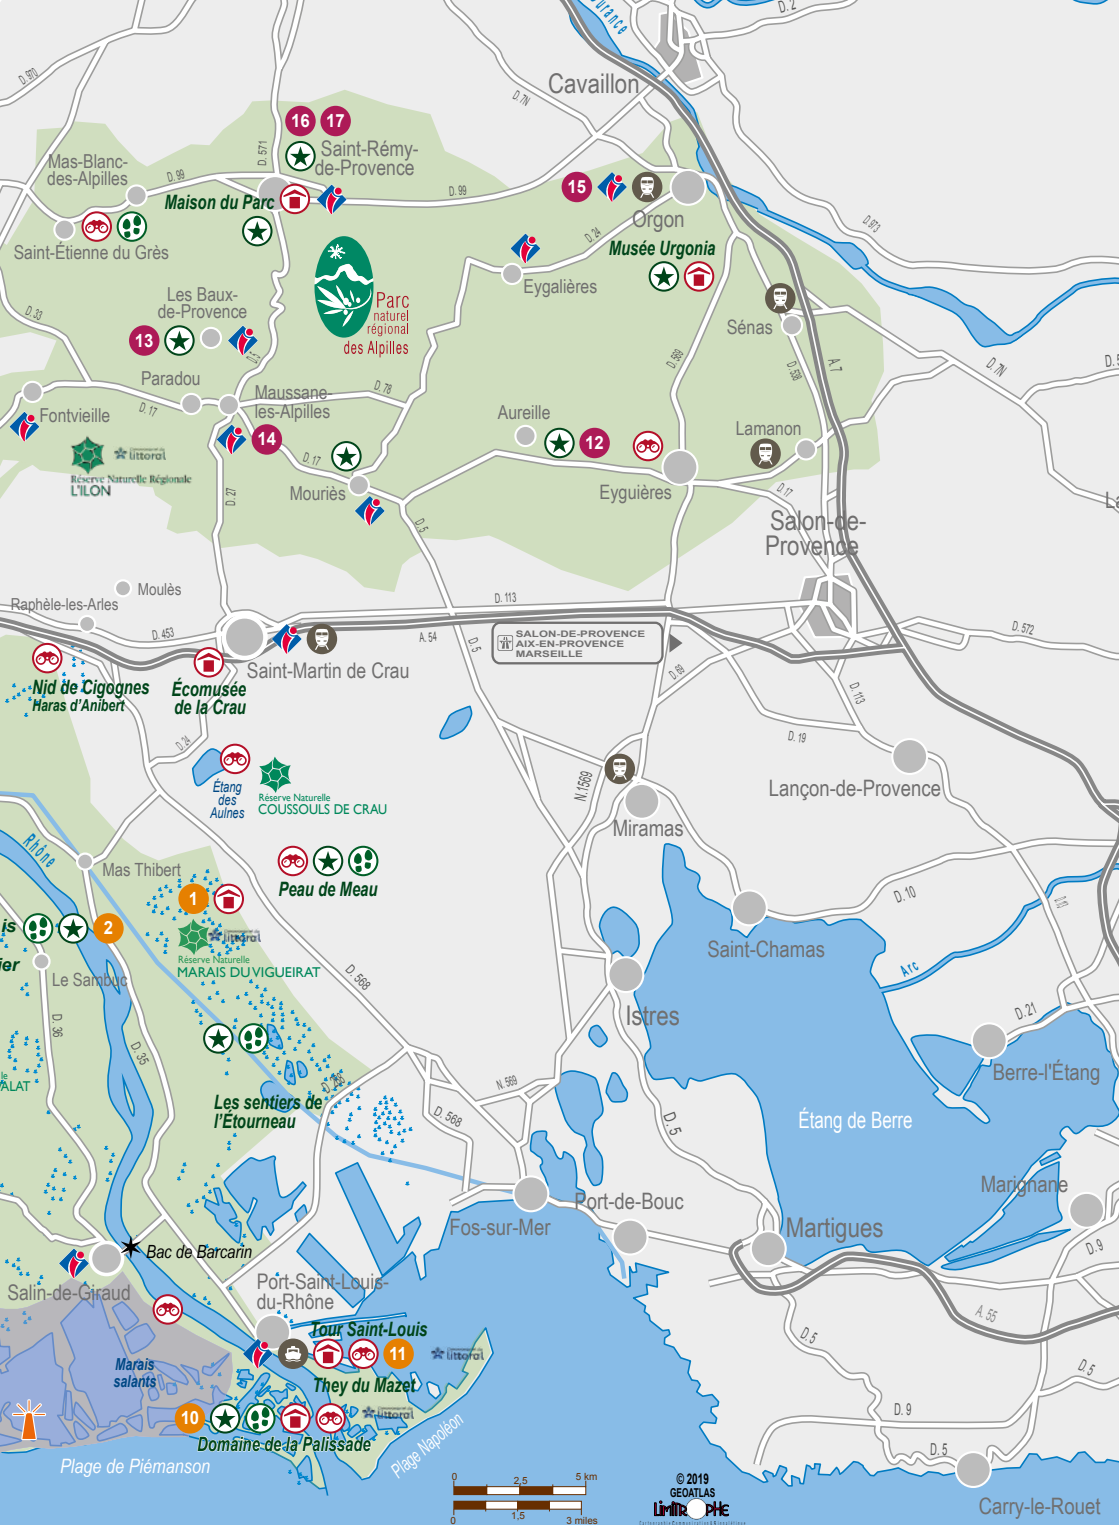 Durance
D. 2
Cavaillon
D. 970
D. 7N
16
17
D. 571
Saint-Rémy-
de-Provence
Mas-Blanc-
des-Alpilles
D. 99
Maison du Parc
D. 99
15
Orgon
D. 24
Musée Urgonia
D. 973
Saint-Étienne du Grès
Eygalières
Les Baux-
de-Provence
Parc
naturel
régional
des Alpilles
D. 33
13
Sénas
A. 7
D. 7N
D. 569
D. 538
Paradou
D. 17
Fontvieille
Maussane-
les-Alpilles
D. 78
14
D. 17
Aureille
12
Lamanon
littoral
Réserve Naturelle Régionale
L'ILON
Mouriès
D. 27
Eyguières
D. 17
D. 5
Salon-de-
Provence
Moulès
Raphèle-les-Arles
D. 453
D. 113
A. 54
D. 5
SALON-DE-PROVENCE
AIX-EN-PROVENCE
MARSEILLE
D. 572
D. 69
Saint-Martin de Crau
Nid de Cigognes
Haras d'Anibert
Écomusée
de la Crau
D. 113
D. 24
D. 19
Étang
des
Aulnes
Réserve Naturelle
COUSSOULS DE CRAU
N.1569
Miramas
Lançon-de-Provence
Rhône
Mas Thibert
Peau de Meau
1
D. 10
is
2
littoral
Réserve Naturelle
MARAIS DU VIGUEIRAT
ier
Le Sambuc
D. 568
Saint-Chamas
Arc
Istres
D. 36
D. 35
D. 21
Berre-l'Étang
Les sentiers de
l'Étourneau
N. 569
D. 568
D. 5
Étang de Berre
Marignane
Port-de-Bouc
Fos-sur-Mer
Martigues
D.9
Bac de Barcarin
Salin-de-Giraud
Port-Saint-Louis-
du-Rhône
A. 55
D.5
Tour Saint-Louis
11
littoral
They du Mazet
Marais
salants
D.5
D. 9
10
littoral
Domaine de la Palissade
Plage Napoléon
Plage de Piémanson
D. 5
Carry-le-Rouet
0
2,5
5 km
0
1,5
3 miles
© 2019
GEOATLAS
LIMITROPHE